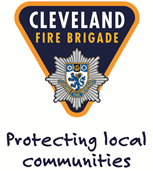 CLEVELAND
FIRE BRIGADE
Protecting local
communities